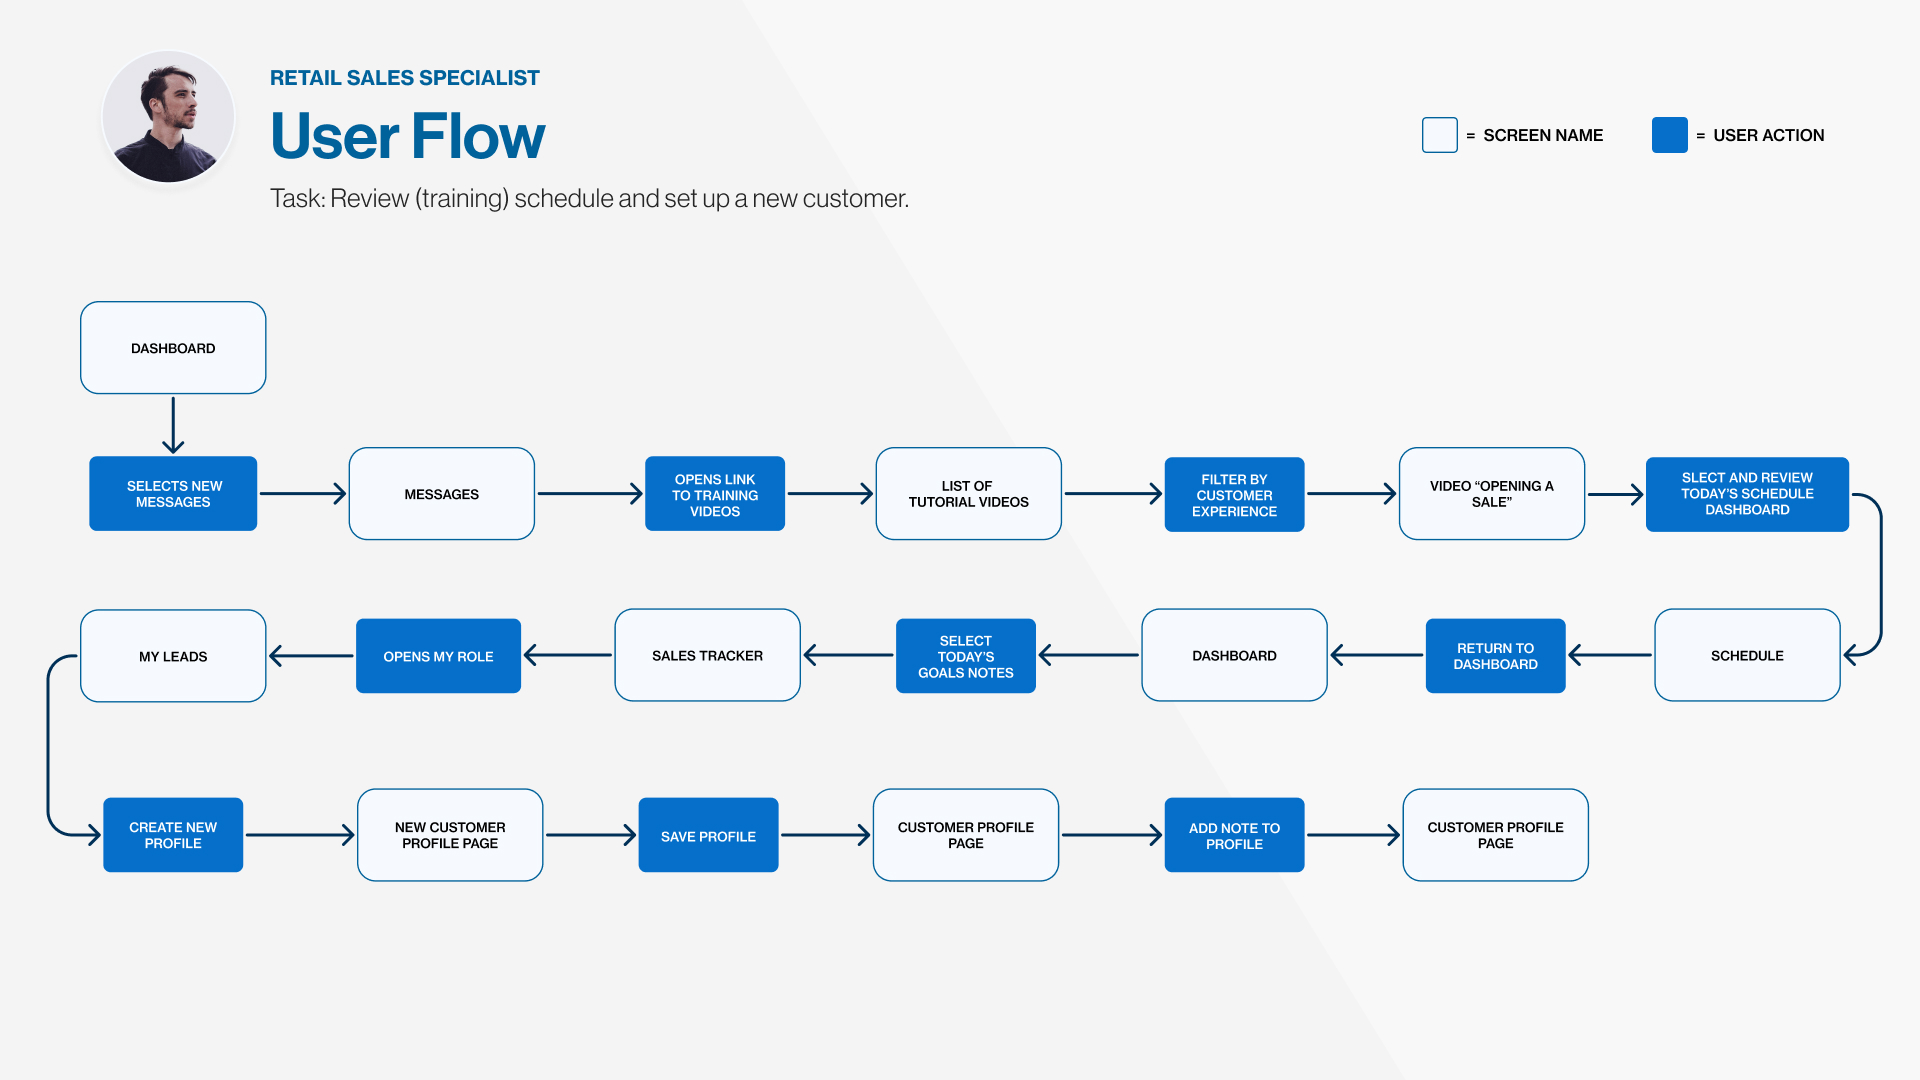 RETAIL SALES SPECIALIST
User Flow
Task: Review (training) schedule and set up a new customer.
= SCREEN NAME
= USER ACTION
DASHBOARD
SELECTS NEW
MESSAGES
MESSAGES
OPENS LINK
TO TRAINING
VIDEOS
LIST OF
TUTORIAL VIDEOS
FILTER BY
CUSTOMER
EXPERIENCE
VIDEO “OPENING A
SALE”
SLECT AND REVIEW
TODAY’S SCHEDULE
DASHBOARD
SCHEDULE
RETURN TO
DASHBOARD
DASHBOARD
SELECT
TODAY’S
GOALS NOTES
SALES TRACKER
OPENS MY ROLE
MY LEADS
CREATE NEW
PROFILE
NEW CUSTOMER
PROFILE PAGE
SAVE PROFILE
CUSTOMER PROFILE
PAGE
ADD NOTE TO
PROFILE
CUSTOMER PROFILE
PAGE